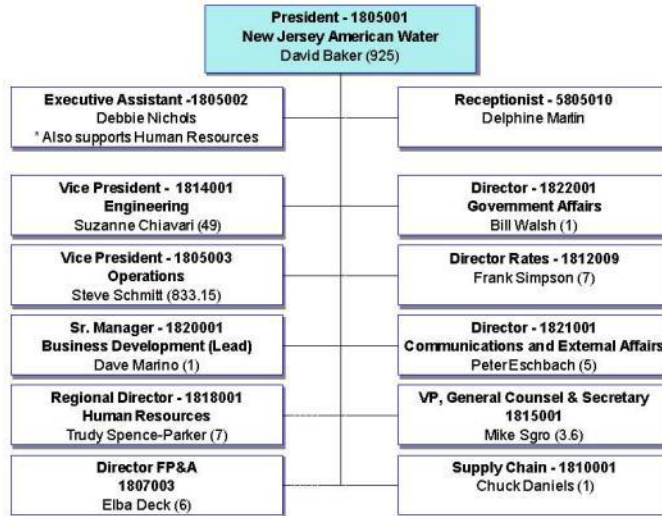 President - 1805001
New Jersey American Water
David Baker (925)
Executive Assistant -1805002
Debbie Nichols
* Also supports Human Resources
Receptionist - 5805010
Delphine Martin
Vice President - 1814001
Engineering
Suzanne Chiavari (49)
Director - 1822001
Government Affairs
Bill Walsh (1)
Vice President - 1805003
Operations
Steve Schmitt (833.15)
Director Rates - 1812009
Frank Simpson (7)
Sr. Manager - 1820001
Business Development (Lead)
Dave Marino (1)
Director - 1821001
Communications and External Affairs
Peter Eschbach (5)
Regional Director - 1818001
Human Resources
Trudy Spence-Parker (7)
VP, General Counsel & Secretary
1815001
Mike Sgro (3.6)
Director FP&A
1807003
Elba Deck (6)
Supply Chain - 1810001
Chuck Daniels (1)